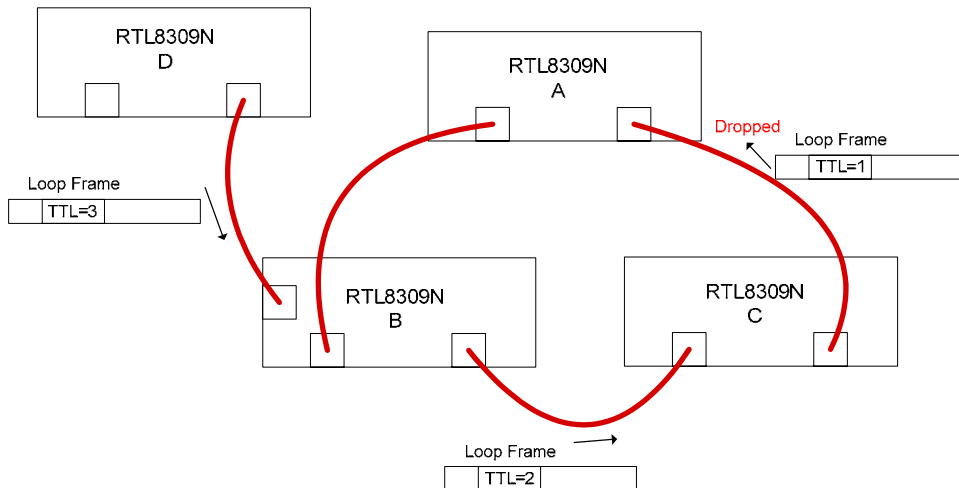 RTL8309N
D
RTL8309N
A
Dropped
Loop Frame
TTL=1
Loop Frame
TTL=3
RTL8309N
B
RTL8309N
C
Loop Frame
TTL=2